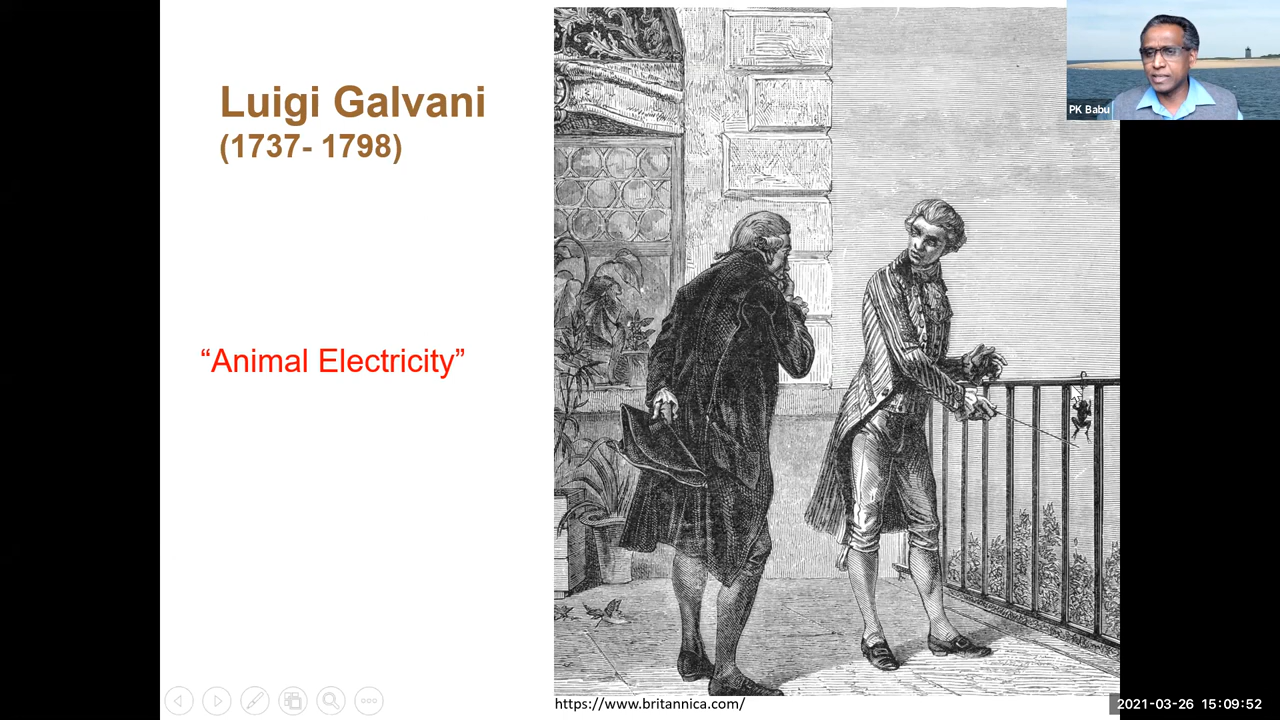 Luigi Galvani
(1737- 1798)
“Animal Electricity”
PK Babu
https://www.britannica.com/
2021-03-26 15:09:52